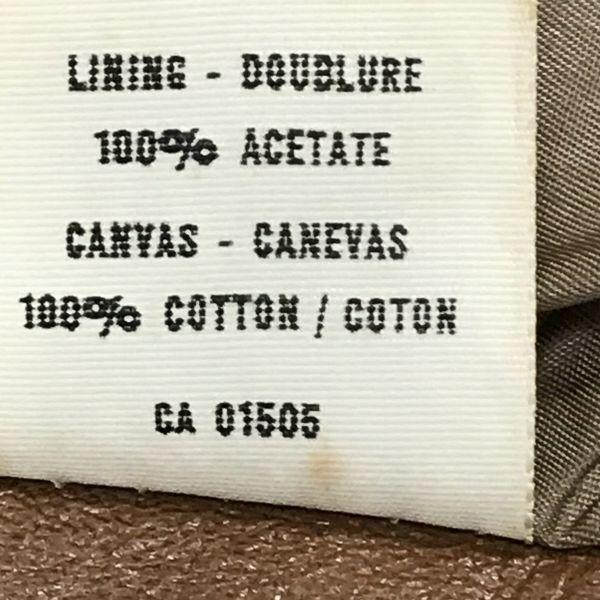 LINING - DOUBLURE
100% ACETATE
CANVAS - CANEVAS
100% COTTON / COTON
CA 01505